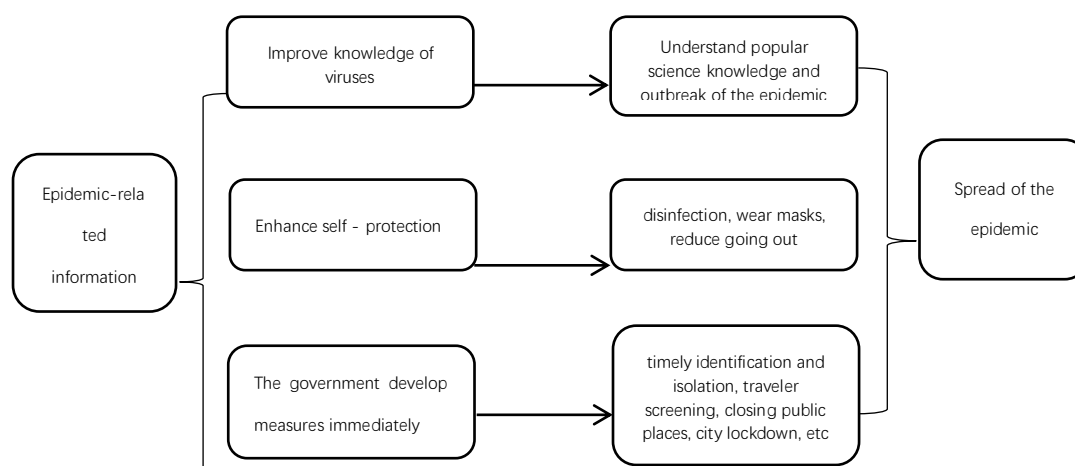 Epidemic-rela
ted
information
Improve knowledge of
viruses
Understand popular
science knowledge and
outbreak of the epidemic
Enhance self - protection
disinfection, wear masks,
reduce going out
The government develop
measures immediately
timely identification and
isolation, traveler
screening, closing public
places, city lockdown, etc
Spread of the
epidemic